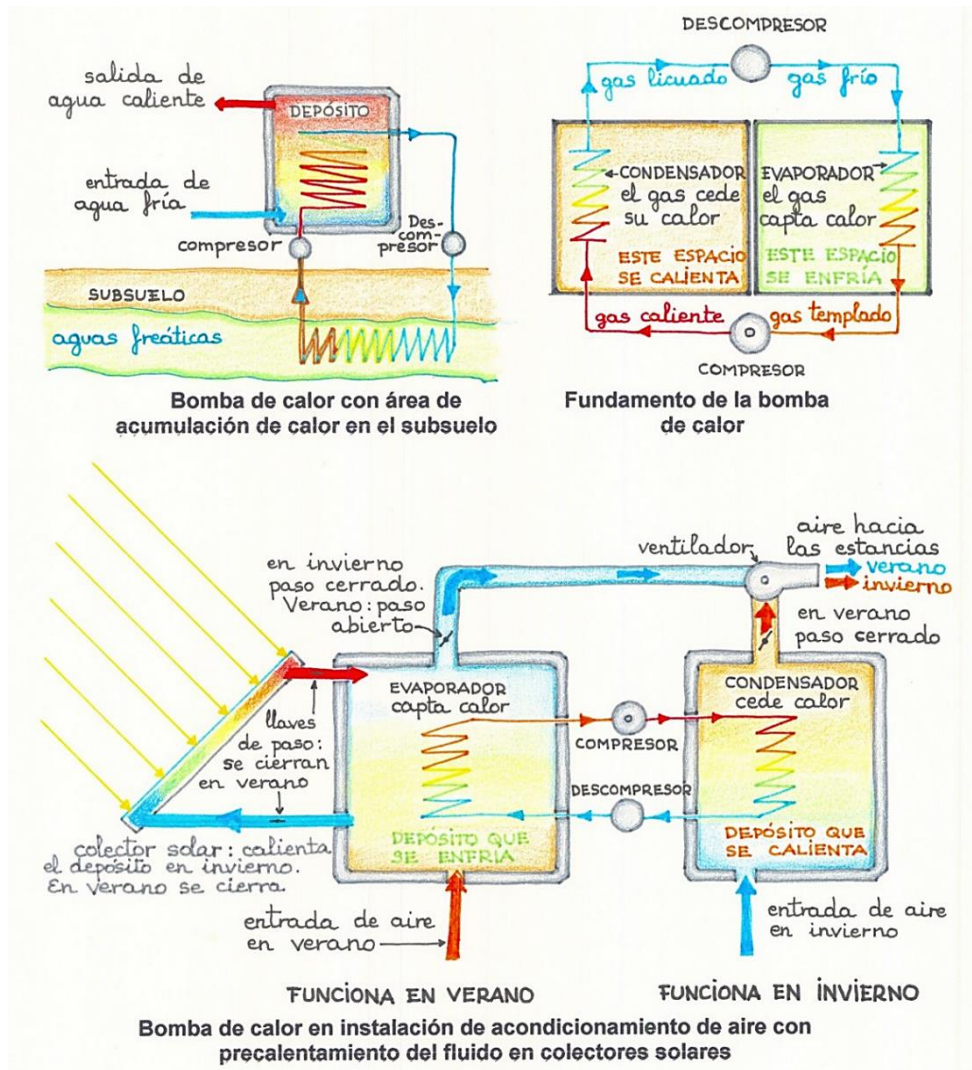 salida de
agua caliente
DEPÓSITO
entrada de
agua fría
compresor
Des-
com-
presor
SUBSUELO
aguas freáticas
Bomba de calor con área de
acumulación de calor en el subsuelo
DESCOMPRESOR
gas licuado
gas frío
CONDENSADOR
el gas cede
su calor
ESTE ESPACIO
SE CALIENTA
EVAPORADOR
el gas
capta calor
ESTE ESPACIO
SE ENFRÍA
gas caliente
gas templado
COMPRESOR
Fundamento de la bomba
de calor
en invierno
paso cerrado.
Verano: paso
abierto
ventilador
aire hacia
las estancias
verano
invierno
en verano
paso cerrado
EVAPORADOR
capta calor
CONDENSADOR
cede calor
llaves
de paso:
se cierran
en verano
COMPRESOR
DESCOMPRESOR
DEPÓSITO QUE
SE ENFRÍA
DEPÓSITO QUE
SE CALIENTA
colector solar: calienta
el depósito en invierno.
En verano se cierra.
entrada de aire
en verano
entrada de aire
en invierno
FUNCIONA EN VERANO
FUNCIONA EN INVIERNO
Bomba de calor en instalación de acondicionamiento de aire con
precalentamiento del fluido en colectores solares